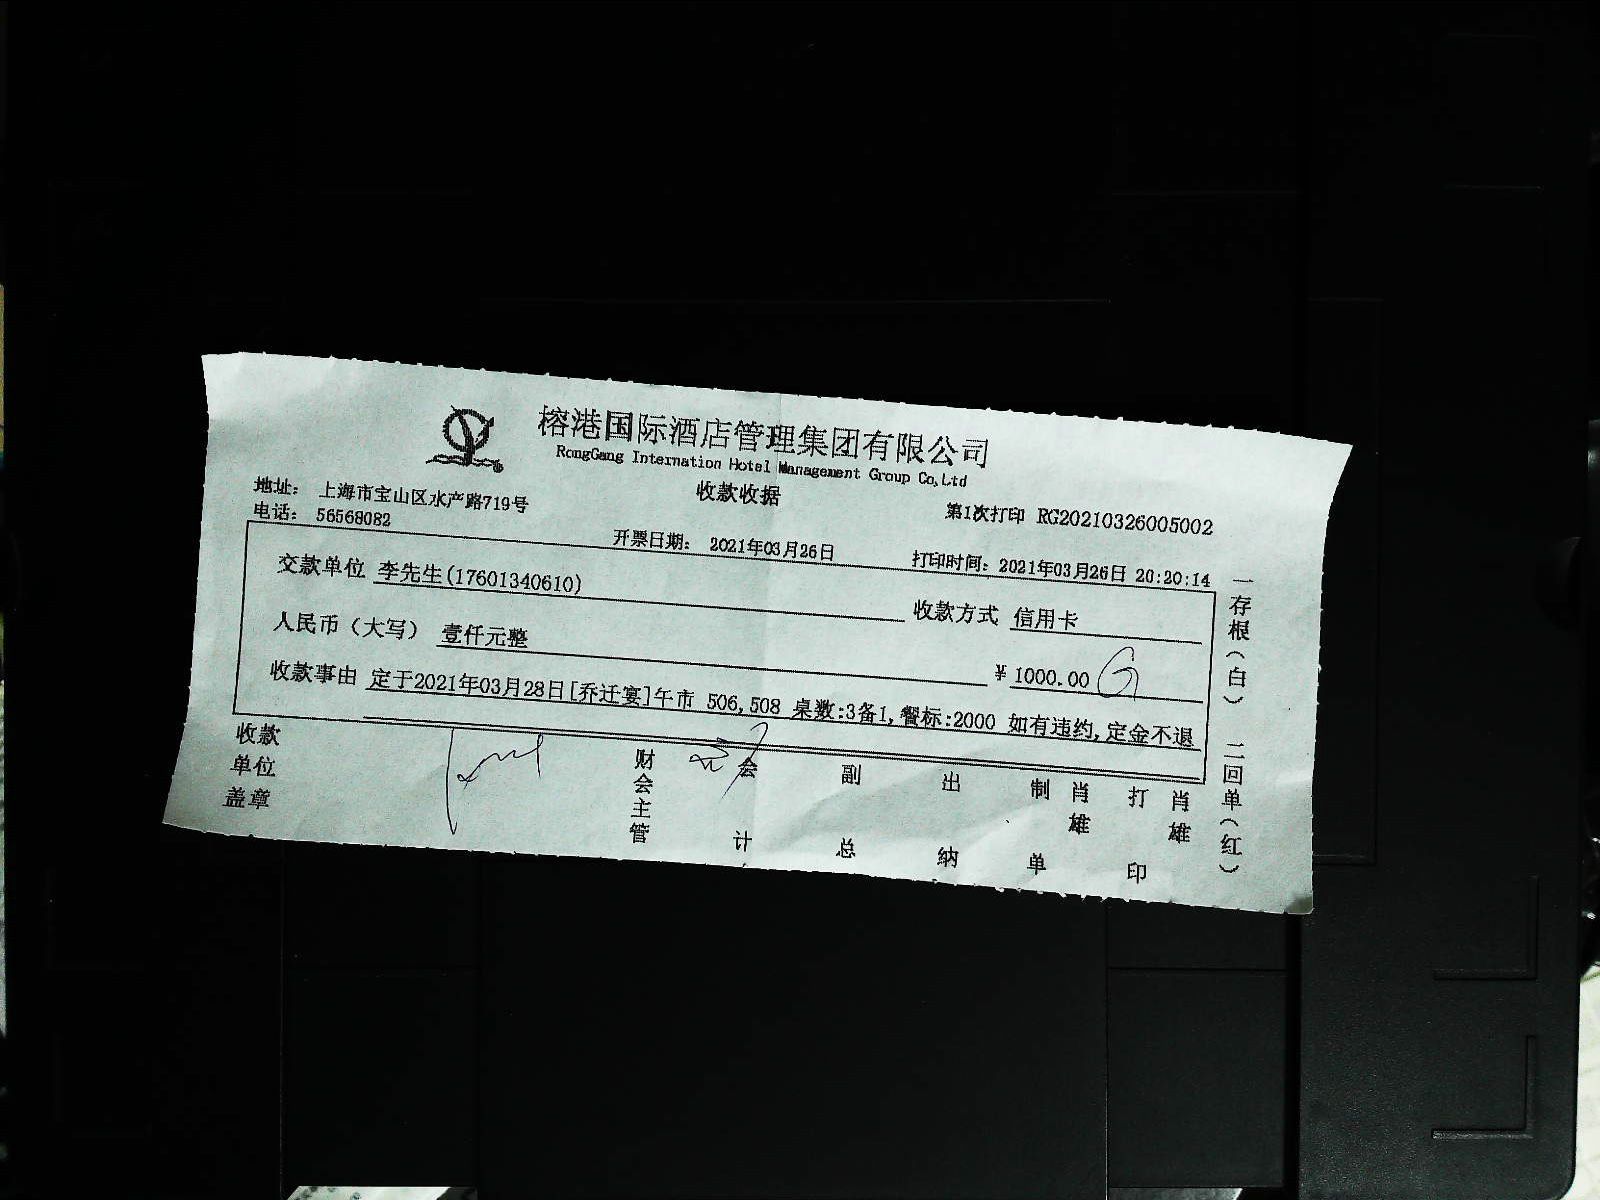 榕港国际酒店管理集团有限公司
RongGang Internation Hotel Management Group Co,Ltd
收款收据
地址： 上海市宝山区水产路719号
第1次打印 RG20210326005002
电话： 56568082
开票日期： 2021年03月26日
打印时间：2021年03月26日 20:20:14
交款单位 李先生(17601340610)
收款方式 信用卡
人民币（大写） 壹仟元整
¥ 1000.00
收款事由 定于2021年03月28日[乔迁宴]午市 506,508 桌数:3备1,餐标:2000 如有违约,定金不退
收款单位盖章
财会主管
会计
副总
出纳
制单 肖雄
打印 肖雄
一存根（白） 二回单（红）